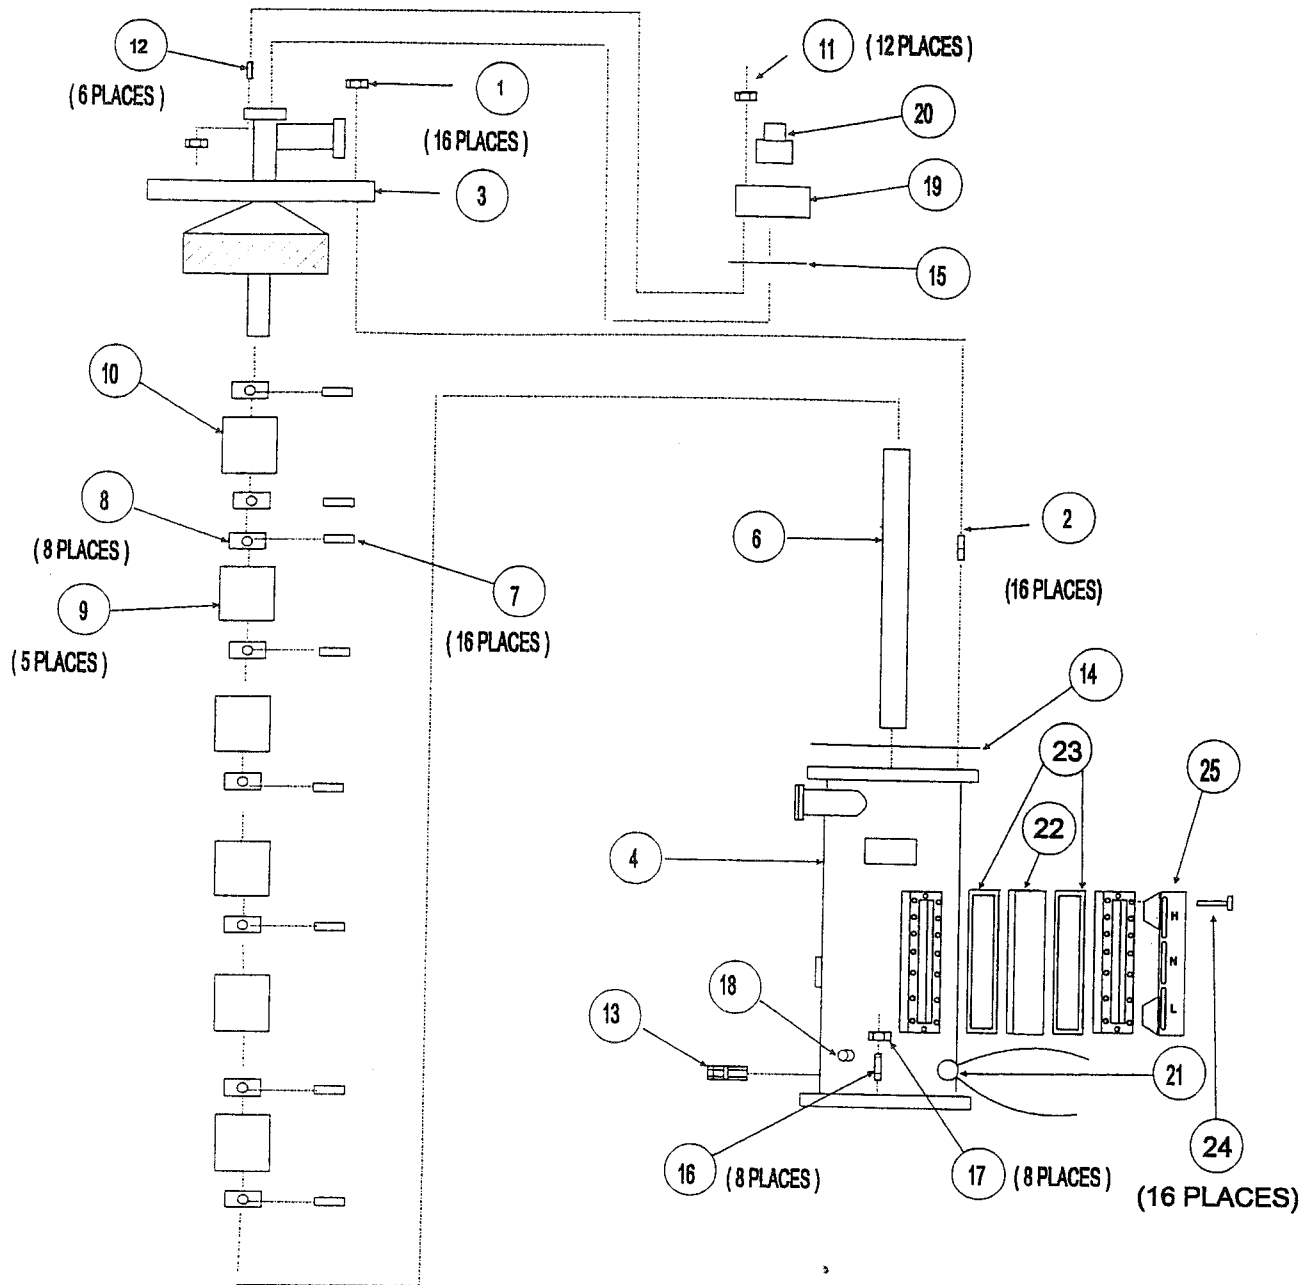 12
( 6 PLACES )
1
( 16 PLACES )
3
11 ( 12 PLACES )
20
19
15
10
8
( 8 PLACES )
9
( 5 PLACES )
7
( 16 PLACES )
6
2
(16 PLACES)
14
23
22
25
4
H
N
L
18
13
21
16 ( 8 PLACES )
17 ( 8 PLACES )
24
(16 PLACES)